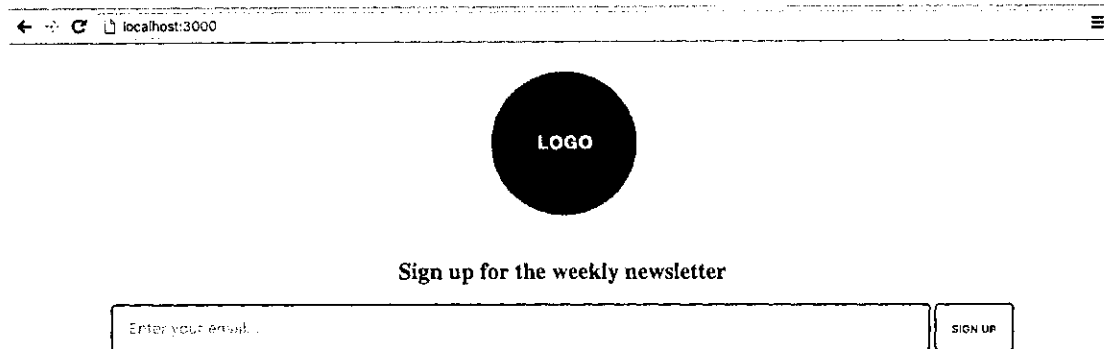 localhost:3000
LOGO
Sign up for the weekly newsletter
Enter your email...
SIGN UP